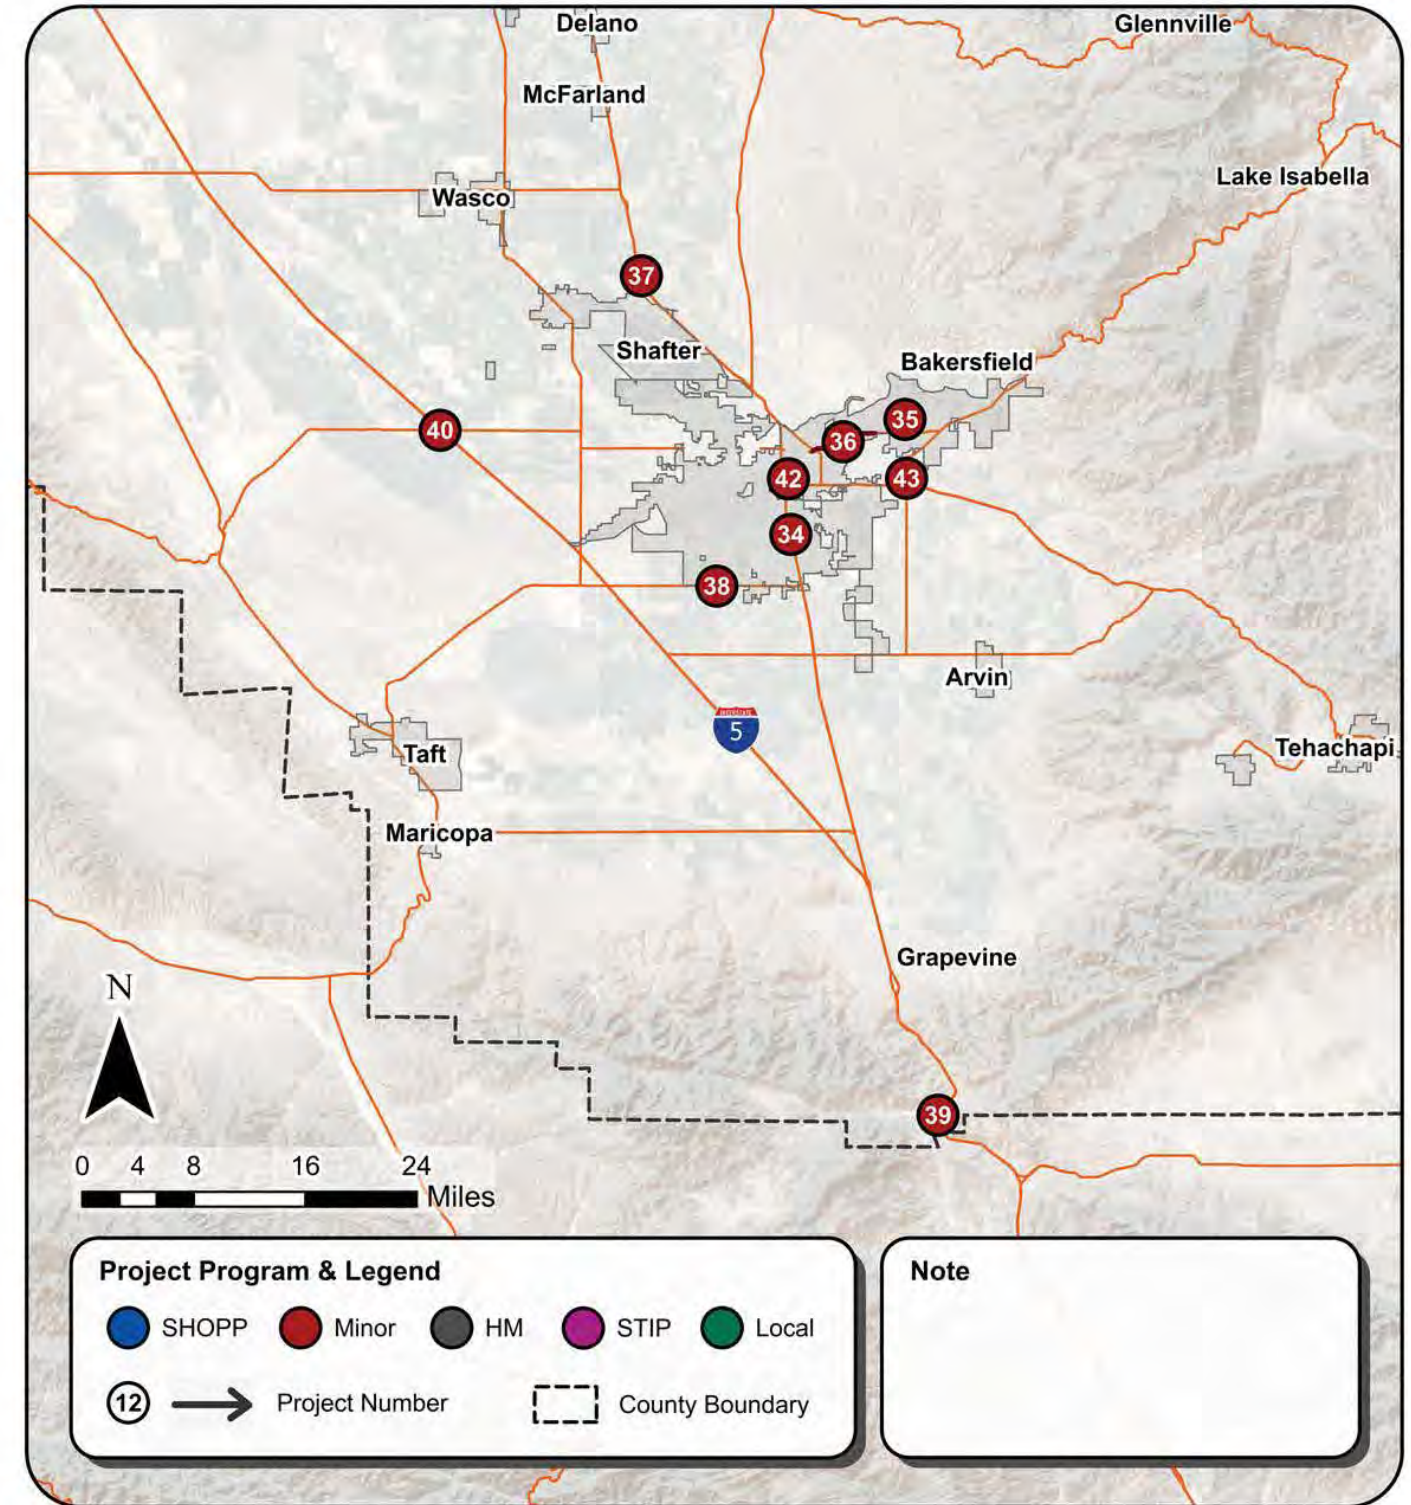 Delano
Glennville
McFarland
Lake Isabella
Wasco
37
Shafter
Bakersfield
35
40
36
42
43
34
38
Arvin
INTERSTATE
5
Tehachapi
Taft
Maricopa
Grapevine
N
39
0 4 8 16 24
Miles
Project Program & Legend
SHOPP Minor HM STIP Local
12 Project Number County Boundary
Note